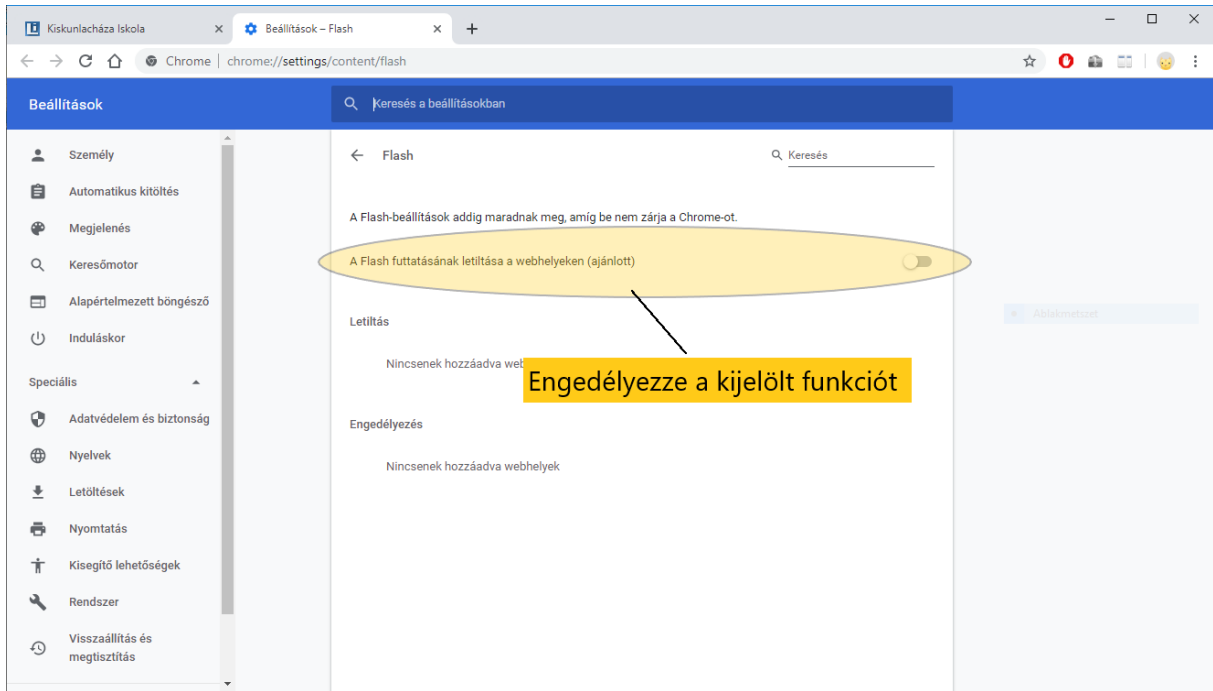 Kiskunlacháza Iskola
Beállítások – Flash
Chrome | chrome://settings/content/flash
Beállítások
Keresés a beállításokban
Személy
Automatikus kitöltés
Megjelenés
Keresőmotor
Alapértelmezett böngésző
Induláskor
Speciális
Adatvédelem és biztonság
Nyelvek
Letöltések
Nyomtatás
Kisegítő lehetőségek
Rendszer
Visszaállítás és
megtisztítás
Flash
Keresés
A Flash-beállítások addig maradnak meg, amíg be nem zárja a Chrome-ot.
A Flash futtatásának letiltása a webhelyeken (ajánlott)
Letiltás
Nincsenek hozzáadva
Engedélyezze a kijelölt funkciót
Engedélyezés
Nincsenek hozzáadva webhelyek
Ablakmetszet